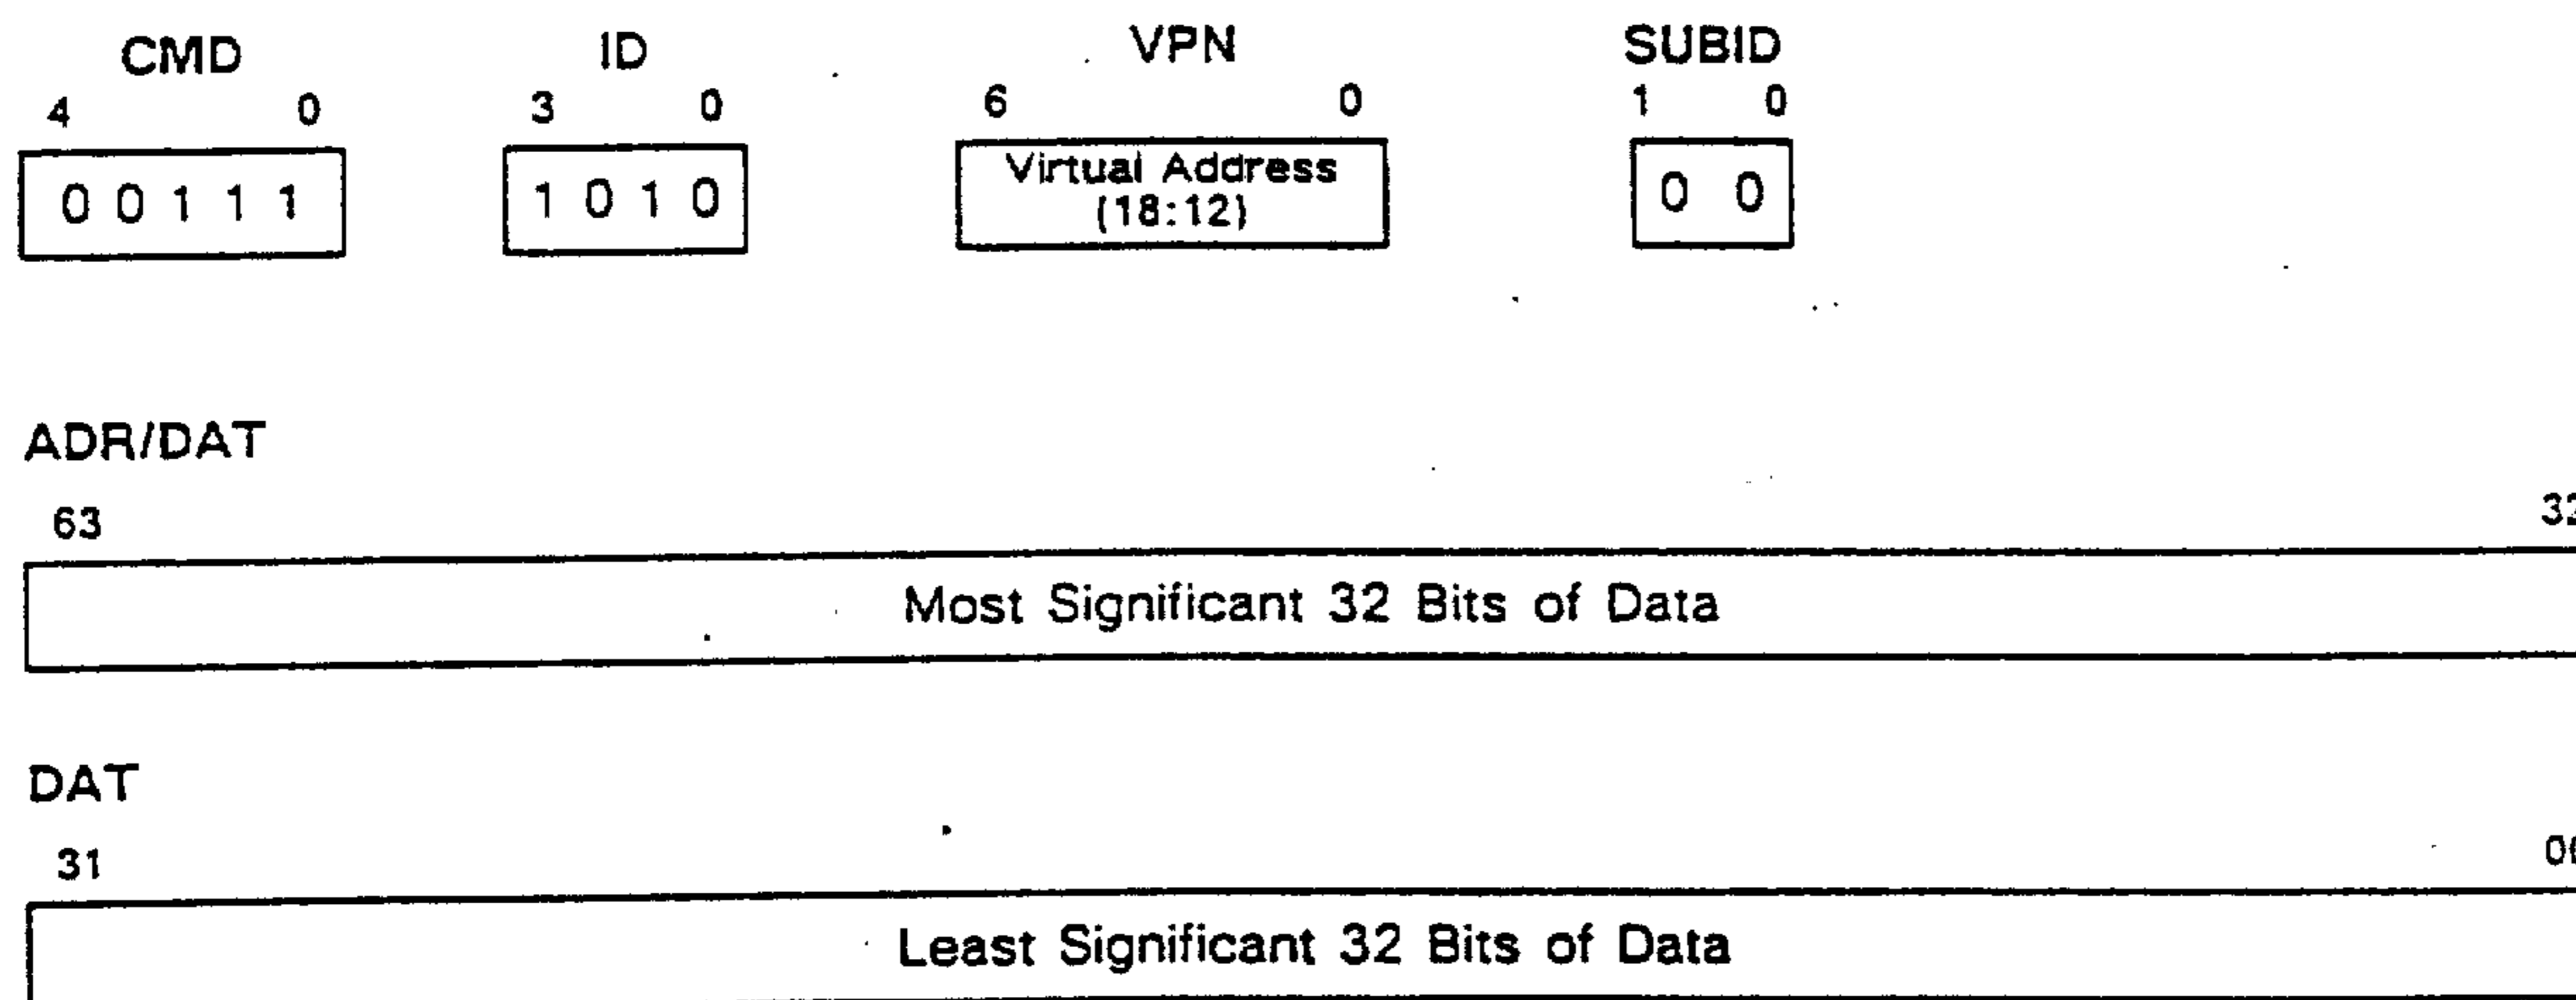 CMD ID VPN SUBID
4 0 3 0 6 0 1 0
0 0 1 1 1 1 0 1 0 Virtual Address 0 0
(18:12)
ADR/DAT
63 32
Most Significant 32 Bits of Data
DAT
31 00
Least Significant 32 Bits of Data